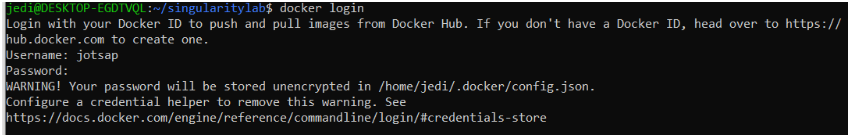 jedi@DESKTOP-EGDTVQL:~/singularitylab$ docker login
Login with your Docker ID to push and pull images from Docker Hub. If you don't have a Docker ID, head over to https://
hub.docker.com to create one.
Username: jotsap
Password:
WARNING! Your password will be stored unencrypted in /home/jedi/.docker/config.json.
Configure a credential helper to remove this warning. See
https://docs.docker.com/engine/reference/commandline/login/#credentials-store